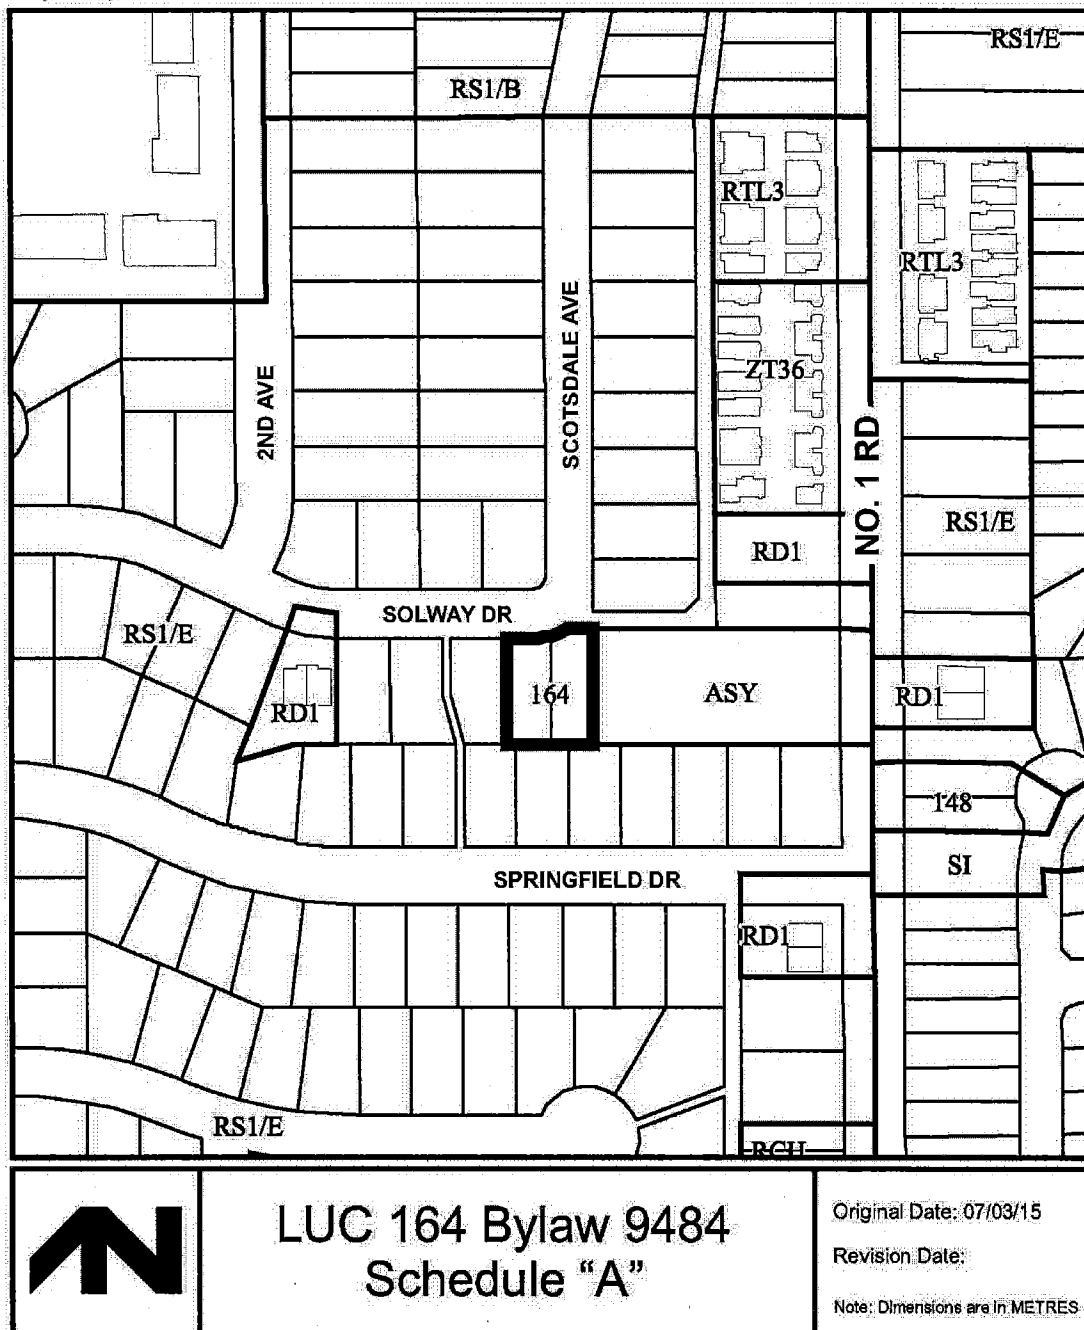 RS1/E
RS1/B
RTL3
RTL3
SCOTSDALE AVE
2ND AVE
ZT36
NO. 1 RD
RS1/E
RD1
SOLWAY DR
RS1/E
164
ASY
RD1
RD1
148
SI
SPRINGFIELD DR
RD1
RS1/E
RCH
LUC 164 Bylaw 9484
Schedule “A”
Original Date: 07/03/15
Revision Date:
Note: Dimensions are in METRES